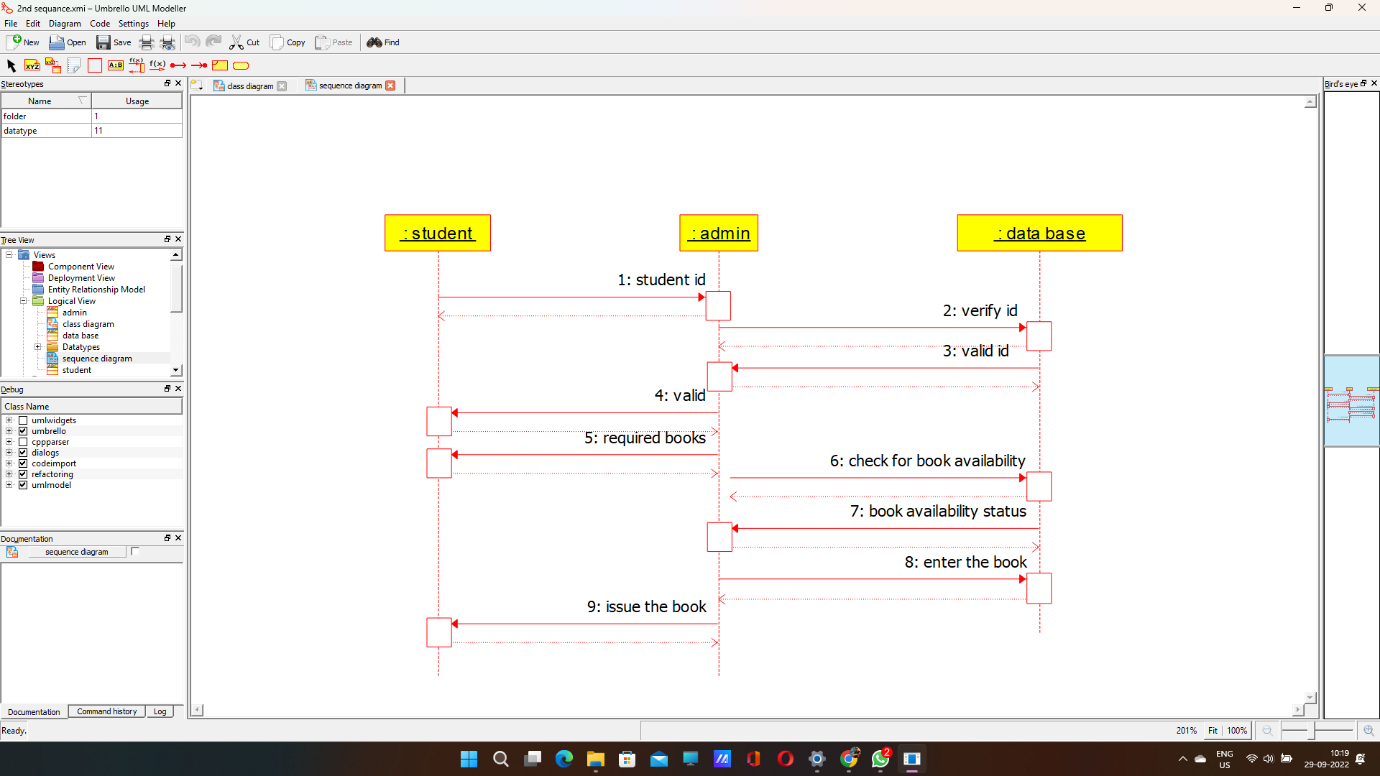 2nd sequance.xmi – Umbrello UML Modeller
File Edit Diagram Code Settings Help
New Open Save Cut Copy Paste Find
XYZ A:B f(x) f(x)
Stereotypes
Name Usage
folder 1
datatype 11
Tree View
Views
Component View
Deployment View
Entity Relationship Model
Logical View
admin
class diagram
data base
Datatypes
sequence diagram
student
Debug
Class Name
umlwidgets
umbrello
cppparser
dialogs
codeimport
refactoring
umlmodel
Documentation
sequence diagram
Documentation Command history Log
Ready.
class diagram sequence diagram
: student : admin : data base
1: student id
2: verify id
3: valid id
4: valid
5: required books
6: check for book availability
7: book availability status
8: enter the book
9: issue the book
Bird's eye
201% Fit 100%
2
ENG
US
10:19
29-09-2022